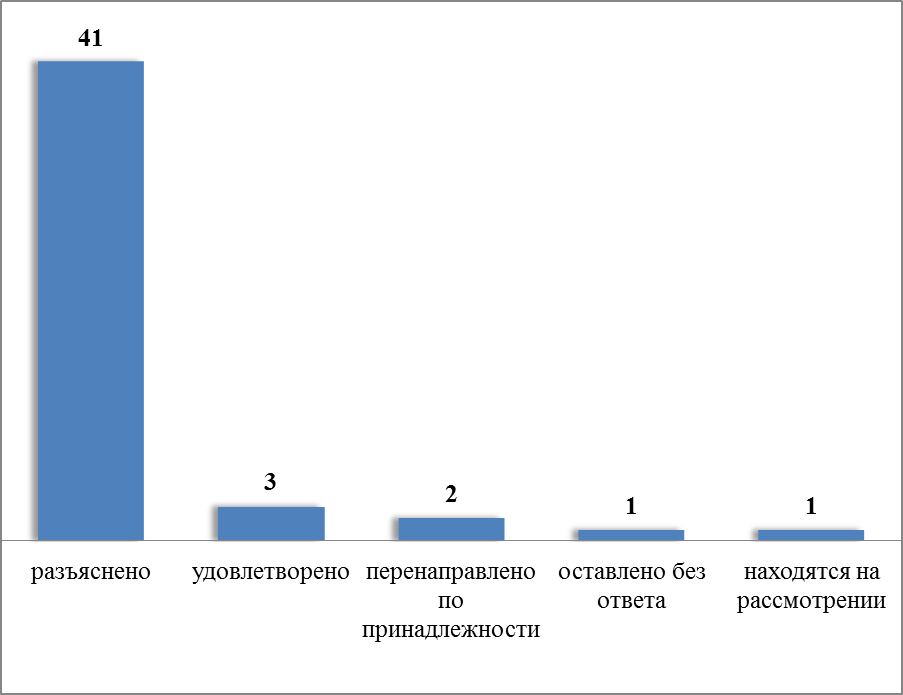 41
3
2
1
1
разъяснено
удовлетворено
перенаправлено
по
принадлежности
оставлено без
ответа
находятся на
рассмотрении